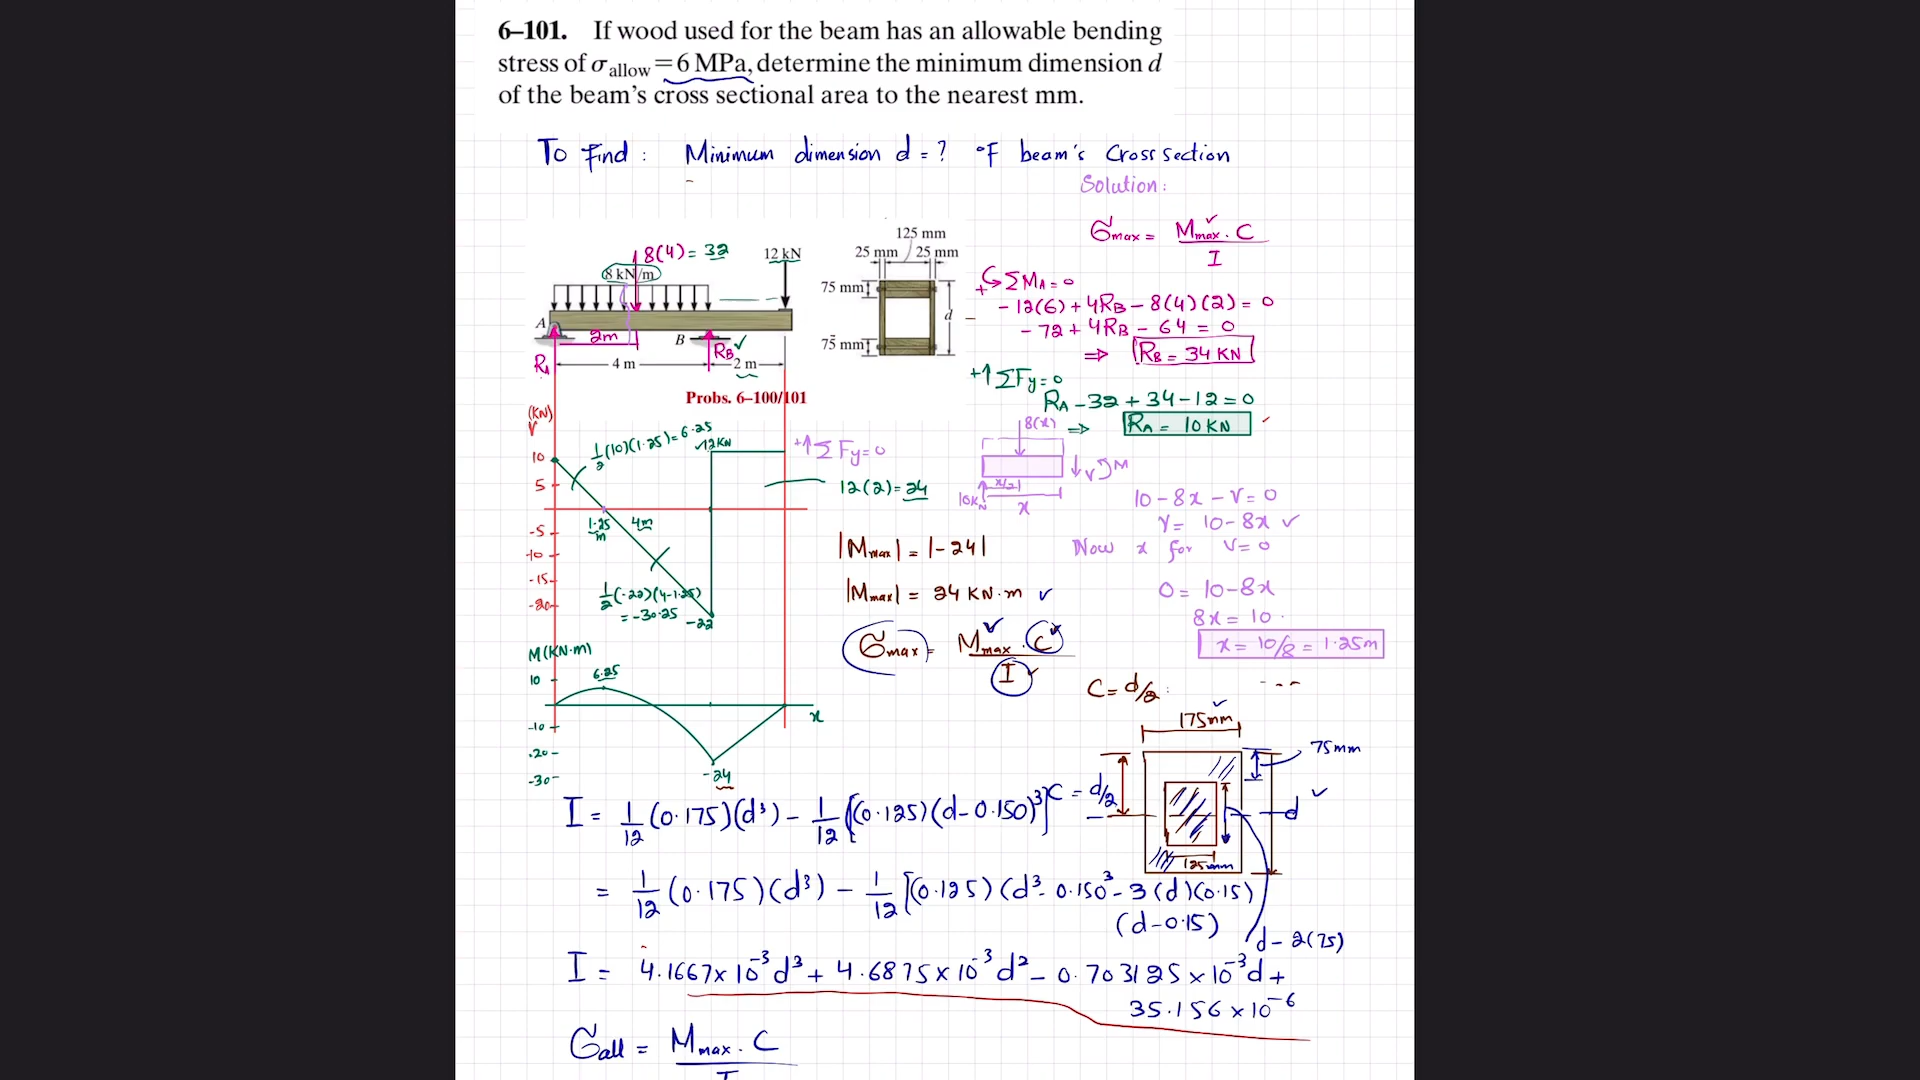 6–101. If wood used for the beam has an allowable bending
stress of σallow = 6 MPa, determine the minimum dimension d
of the beam's cross sectional area to the nearest mm.
To find : Minimum dimension d = ? of beam's cross section
Solution :
σmax = Mmax . C / I
8(4) = 32
8 kN/m
12 kN
A
2m
B
RB ✓
RA
4 m
2 m
125 mm
25 mm 25 mm
75 mm
d
75 mm
Probs. 6–100/101
+ ΣMA = 0
- 12(6) + 4RB - 8(4)(2) = 0
- 72 + 4RB - 64 = 0
⇒ RB = 34 KN
+↑ ΣFy = 0
RA - 32 + 34 - 12 = 0
⇒ RA = 10 KN
(KN)
V
10
5
-5
-10
-15
-20
1/2 (10)(1.25) = 6.25
12 KN
1.25 m
4m
1/2 (-22)(4-1.25)
= -30.25
-22
+↑ Σ Fy = 0
12(2) = 24
8(x)
x/2
10KN
x
V M
10 - 8x - V = 0
V = 10 - 8x ✓
Now x for V = 0
0 = 10 - 8x
8x = 10
x = 10/8 = 1.25m
|Mmax| = |-24|
|Mmax| = 24 KN.m ✓
σmax = Mmax . C / I
M (KN.m)
10
-10
-20
-30
6.25
-24
x
C = d/2
175mm
75mm
C = d/2
d
125mm
d - 2(75)
I = 1/12 (0.175)(d³) - 1/12 [(0.125)(d - 0.150)³]
= 1/12 (0.175)(d³) - 1/12 [(0.125)(d³ - 0.150³ - 3(d)(0.15)
(d - 0.15)
I = 4.1667 x 10⁻³ d³ + 4.6875 x 10⁻³ d² - 0.703125 x 10⁻³ d +
35.156 x 10⁻⁶
σall = Mmax . C